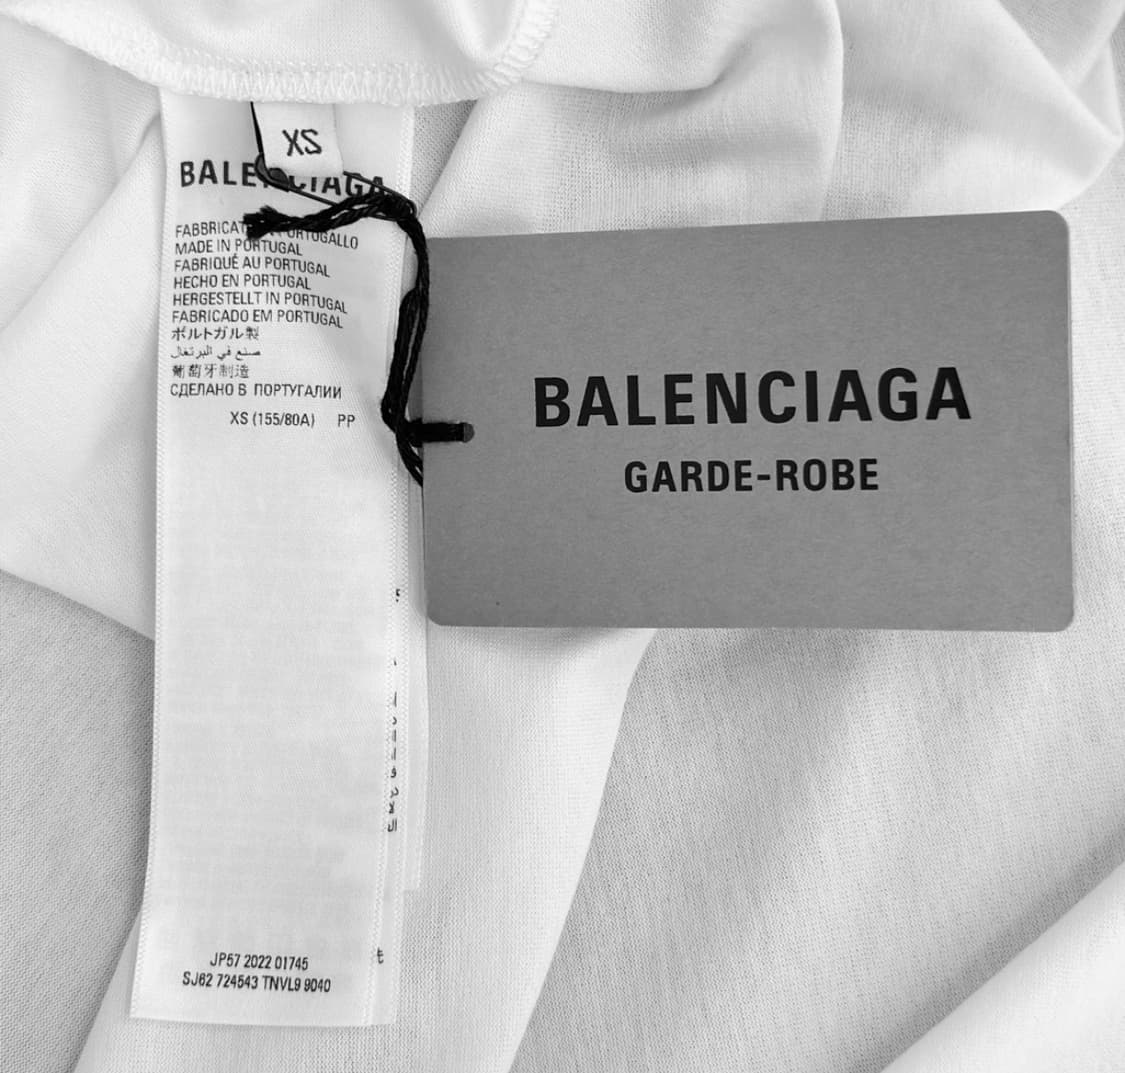 XS
BALENCIAGA
FABBRICATO IN PORTOGALLO
MADE IN PORTUGAL
FABRIQUÉ AU PORTUGAL
HECHO EN PORTUGAL
HERGESTELLT IN PORTUGAL
FABRICADO EM PORTUGAL
ポルトガル製
صنع في البرتغال
葡萄牙制造
СДЕЛАНО В ПОРТУГАЛИИ
XS (155/80A) PP
JP57 2022 01745
SJ62 724543 TNVL9 9040
BALENCIAGA
GARDE-ROBE